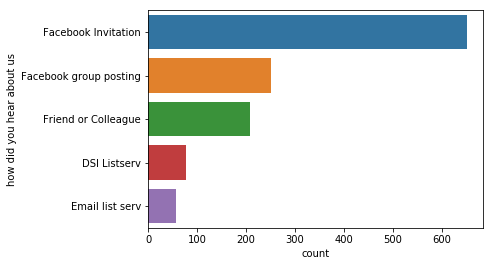 how did you hear about us
Facebook Invitation
Facebook group posting
Friend or Colleague
DSI Listserv
Email list serv
0 100 200 300 400 500 600
count